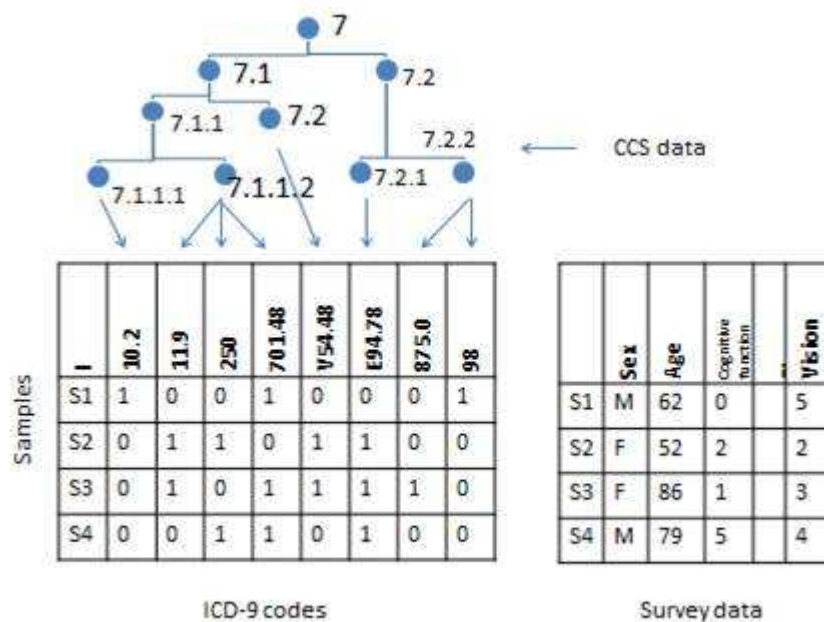 7
7.1
7.2
7.1.1
7.2
7.2.2
CCS data
7.1.1.1
7.1.1.2
7.2.1
I 10.2 11.9 250 701.48 V54.48 E94.78 875.0 98
S1 1 0 0 1 0 0 0 1
S2 0 1 1 0 1 1 0 0
S3 0 1 0 1 1 1 1 0
S4 0 0 1 1 0 1 0 0
Samples
ICD-9 codes
Sex Age Cognitive function Vision
S1 M 62 0 5
S2 F 52 2 2
S3 F 86 1 3
S4 M 79 5 4
Survey data